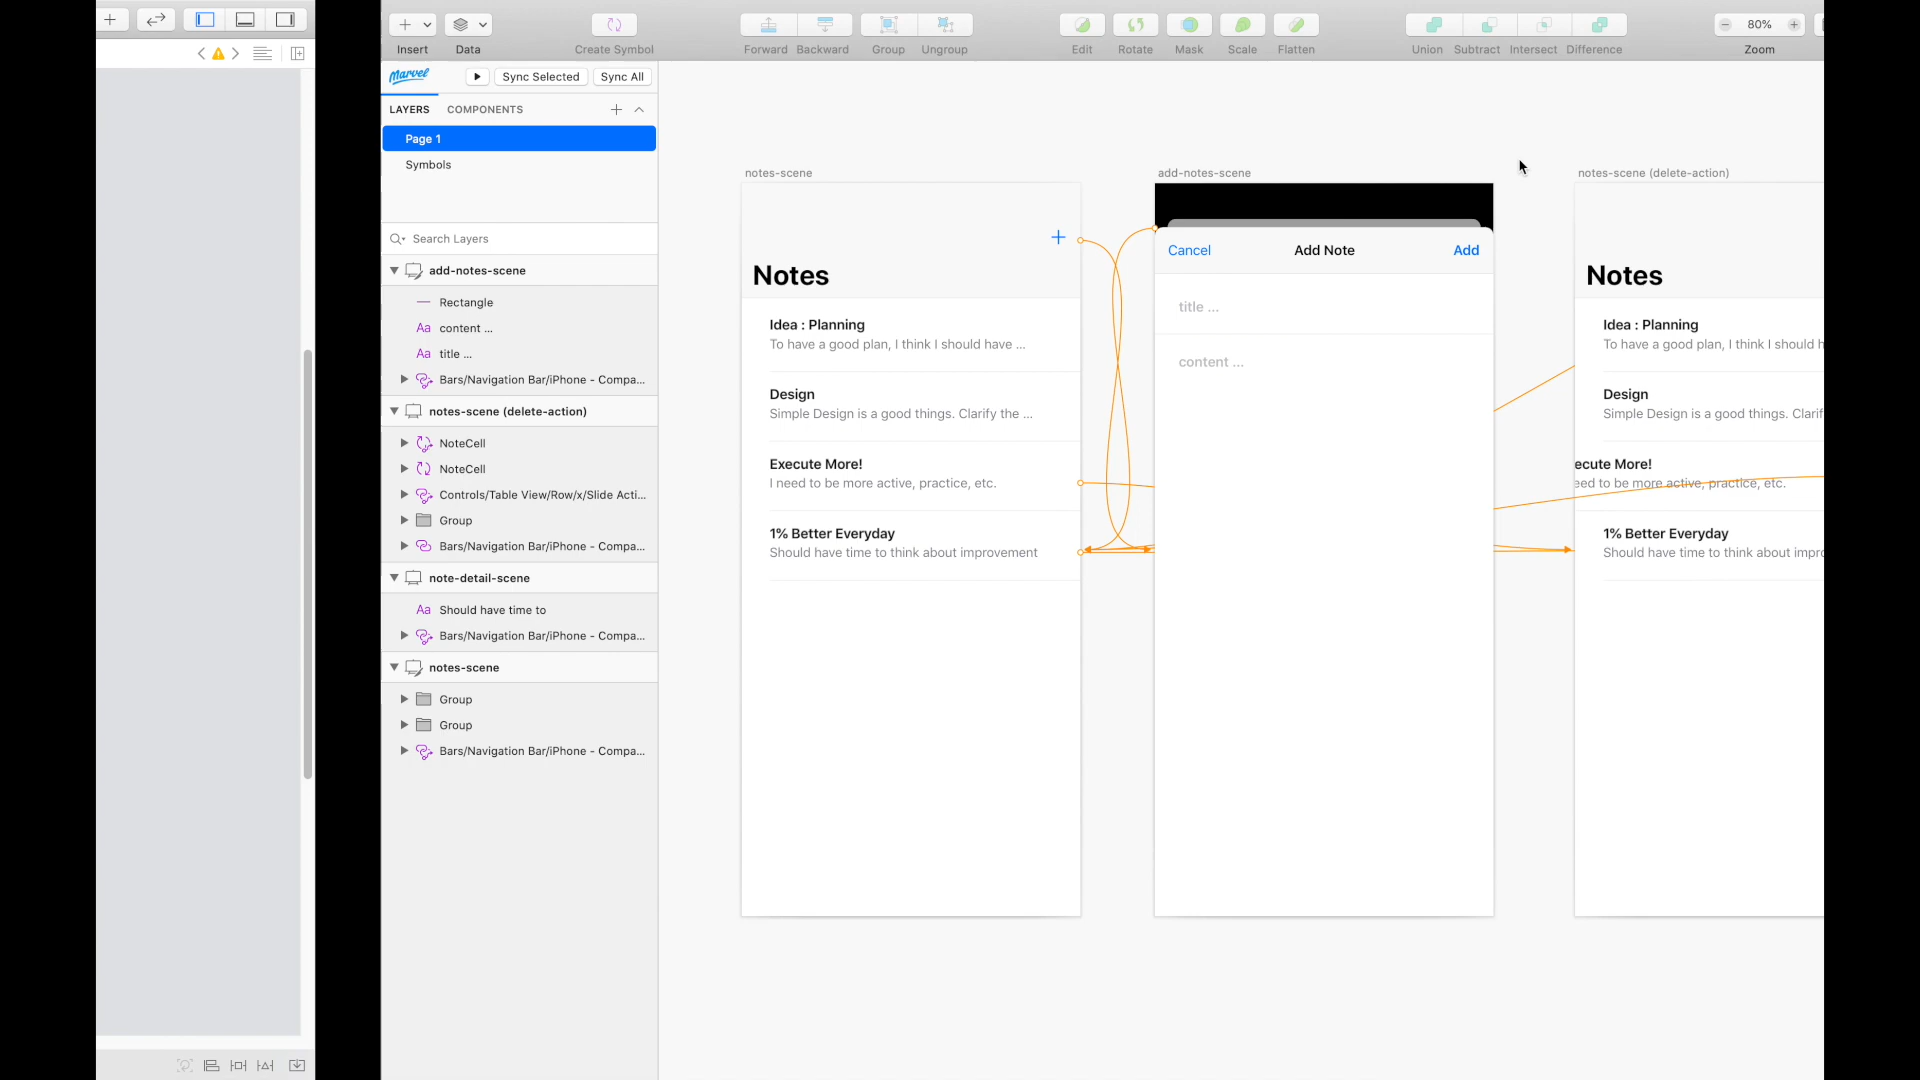 Insert
Data
Create Symbol
Forward
Backward
Group
Ungroup
Edit
Rotate
Mask
Scale
Flatten
Union
Subtract
Intersect
Difference
80%
Zoom
Marvel
Sync Selected
Sync All
LAYERS
COMPONENTS
Page 1
Symbols
Search Layers
add-notes-scene
Rectangle
Aa content ...
Aa title ...
Bars/Navigation Bar/iPhone - Compa...
notes-scene (delete-action)
NoteCell
NoteCell
Controls/Table View/Row/x/Slide Acti...
Group
Bars/Navigation Bar/iPhone - Compa...
note-detail-scene
Aa Should have time to
Bars/Navigation Bar/iPhone - Compa...
notes-scene
Group
Group
Bars/Navigation Bar/iPhone - Compa...
notes-scene
Notes
Idea : Planning
To have a good plan, I think I should have ...
Design
Simple Design is a good things. Clarify the ...
Execute More!
I need to be more active, practice, etc.
1% Better Everyday
Should have time to think about improvement
add-notes-scene
Cancel
Add Note
Add
title ...
content ...
notes-scene (delete-action)
Notes
Idea : Planning
To have a good plan, I think I should h
Design
Simple Design is a good things. Clarif
ecute More!
eed to be more active, practice, etc.
1% Better Everyday
Should have time to think about impro